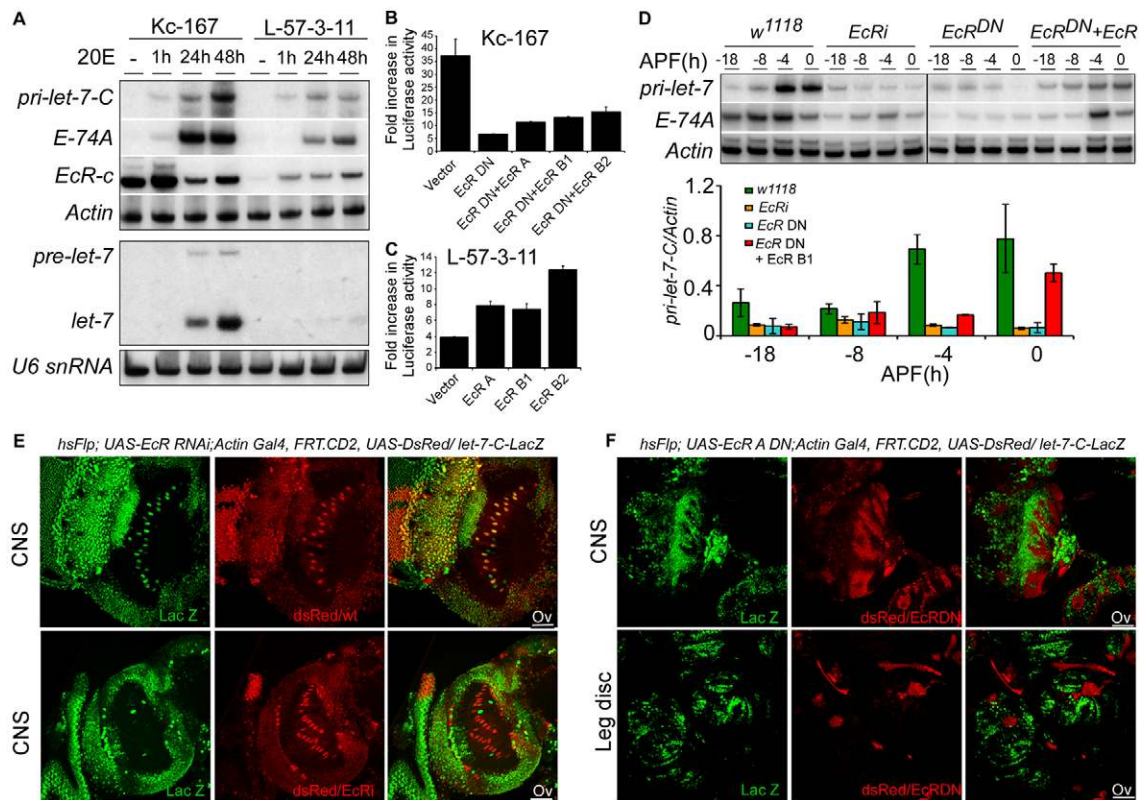 A
Kc-167 L-57-3-11
20E - 1h 24h 48h - 1h 24h 48h
pri-let-7-C
E-74A
EcR-c
Actin
pre-let-7
let-7
U6 snRNA
B
Kc-167
Fold increase in
Luciferase activity
45
40
35
30
25
20
15
10
5
0
Vector
EcR DN
EcR DN+EcR A
EcR DN+EcR B1
EcR DN+EcR B2
C
L-57-3-11
Fold increase in
Luciferase activity
14
12
10
8
6
4
2
0
Vector
EcR A
EcR B1
EcR B2
D
w1118 EcRi EcRDN EcRDN+EcR
APF(h) -18 -8 -4 0 -18 -8 -4 0 -18 -8 -4 0 -18 -8 -4 0
pri-let-7
E-74A
Actin
pri-let-7-C/Actin
1.2
0.8
0.4
0
w1118
EcRi
EcR DN
EcR DN
+ EcR B1
-18 -8 -4 0
APF(h)
E
hsFlp; UAS-EcR RNAi;Actin Gal4, FRT.CD2, UAS-DsRed/ let-7-C-LacZ
CNS
Lac Z
dsRed/wt
Ov
CNS
Lac Z
dsRed/EcRi
Ov
F
hsFlp; UAS-EcR A DN;Actin Gal4, FRT.CD2, UAS-DsRed/ let-7-C-LacZ
CNS
Lac Z
dsRed/EcRDN
Ov
Leg disc
Lac Z
dsRed/EcRDN
Ov